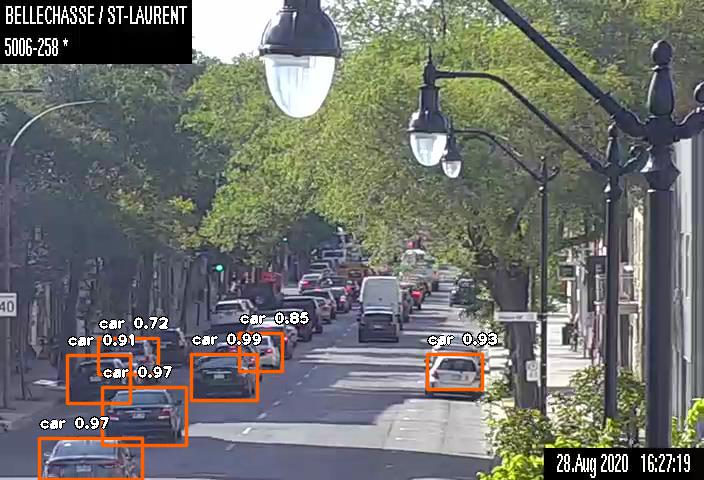 BELLECHASSE / ST-LAURENT
5006-258 *
40
car 0.72
car 0.85
car 0.91
car 0.99
car 0.93
car 0.97
car 0.97
28.Aug 2020 16:27:19